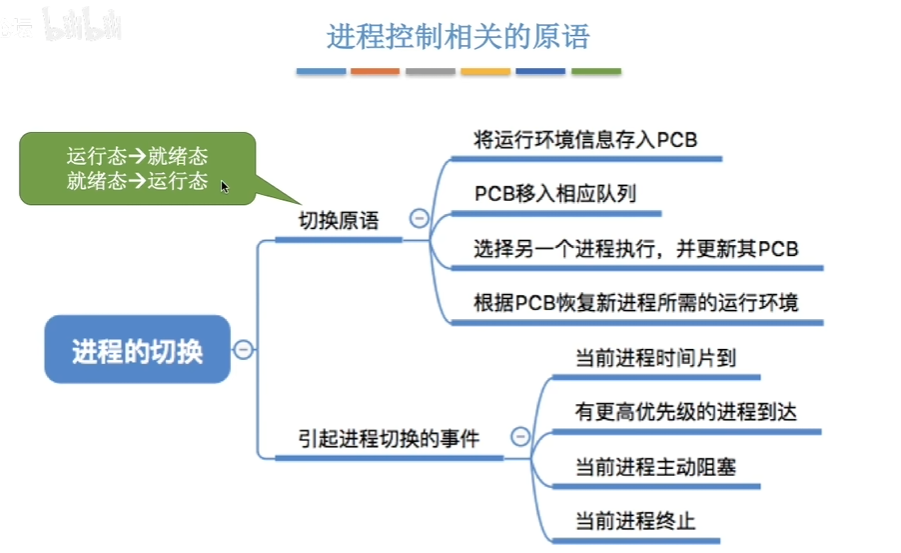 bilibili
进程控制相关的原语
运行态→就绪态
就绪态→运行态
切换原语
将运行环境信息存入PCB
PCB移入相应队列
选择另一个进程执行，并更新其PCB
根据PCB恢复新进程所需的运行环境
进程的切换
引起进程切换的事件
当前进程时间片到
有更高优先级的进程到达
当前进程主动阻塞
当前进程终止